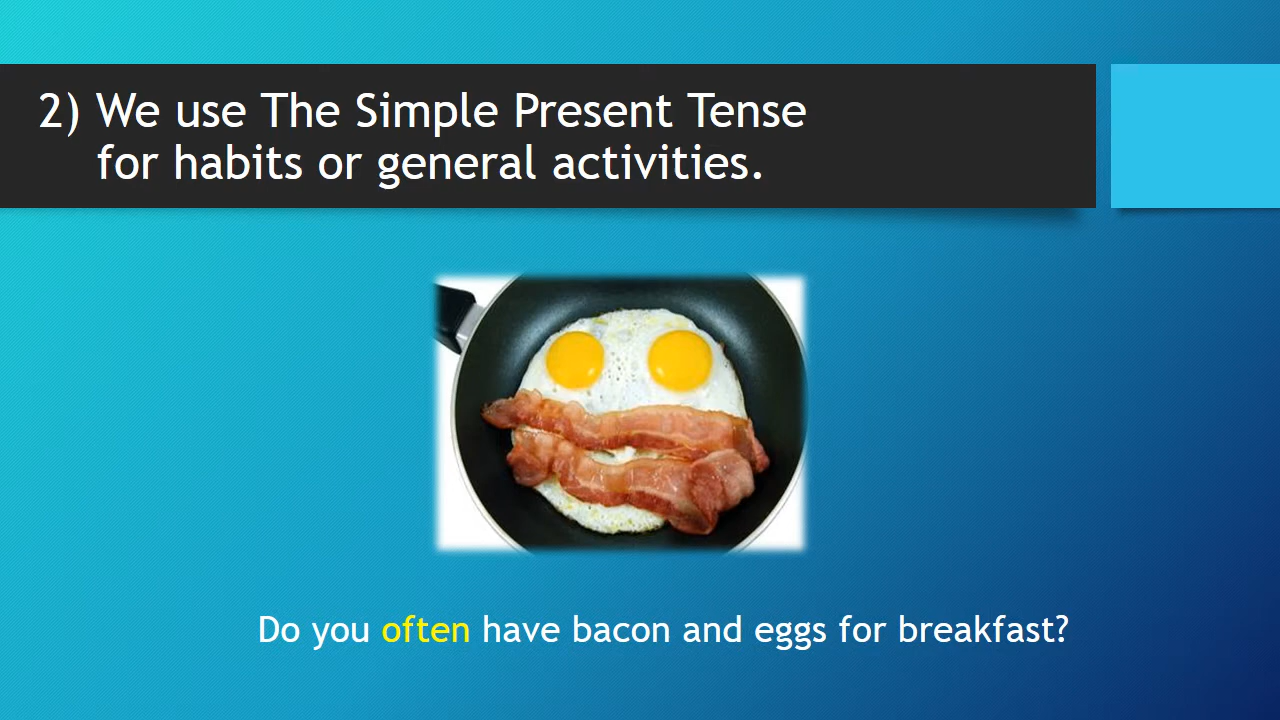 2) We use The Simple Present Tense
for habits or general activities.
Do you often have bacon and eggs for breakfast?